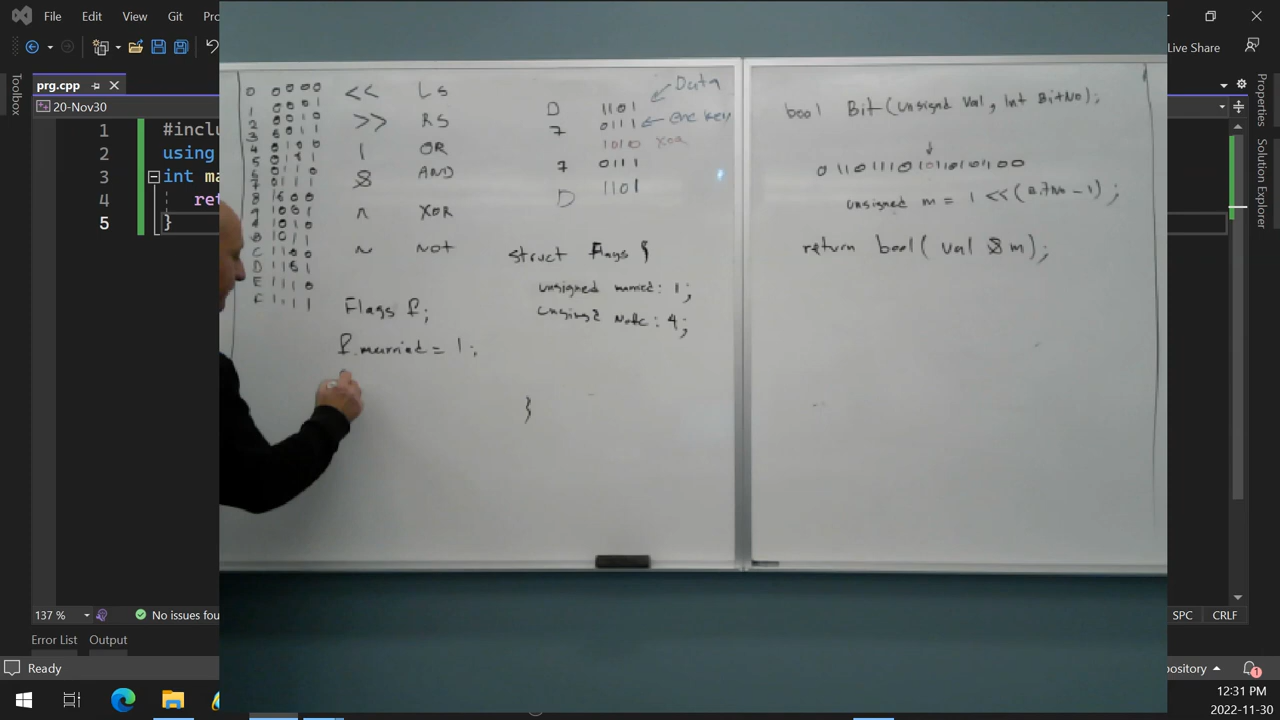 File Edit View Git
Live Share
prg.cpp
20-Nov30
1 #inclu
2 using
3 int ma
4 ret
5 }
Toolbox
Properties
0 0000 << LS
1 0001 >> RS
2 0010 | OR
3 0011 & AND
4 0100 ^ XOR
5 0101 ~ NOT
6 0110
7 0111
8 1000
9 1001
A 1010
B 1011
C 1100
D 1101
E 1110
F 1111
D 1101 Data
7 0111 enc key
1010 XOR
7 0111
D 1101
struct Flags {
unsigned married: 1;
: 4;
}
Flags f;
f.married = 1;
bool Bit(unsigned Val, Int BitNo);
unsigned m = 1 << (BitNo - 1);
return bool( val & m);
137 % No issues fou
SPC CRLF
Error List Output
Ready
pository
12:31 PM
2022-11-30